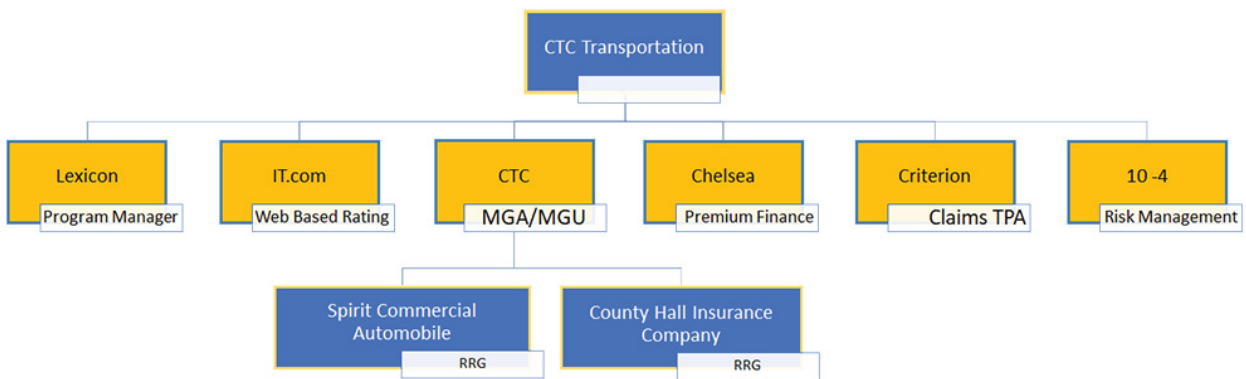 CTC Transportation
Lexicon
Program Manager
IT.com
Web Based Rating
CTC
MGA/MGU
Chelsea
Premium Finance
Criterion
Claims TPA
10 -4
Risk Management
Spirit Commercial
Automobile
RRG
County Hall Insurance
Company
RRG